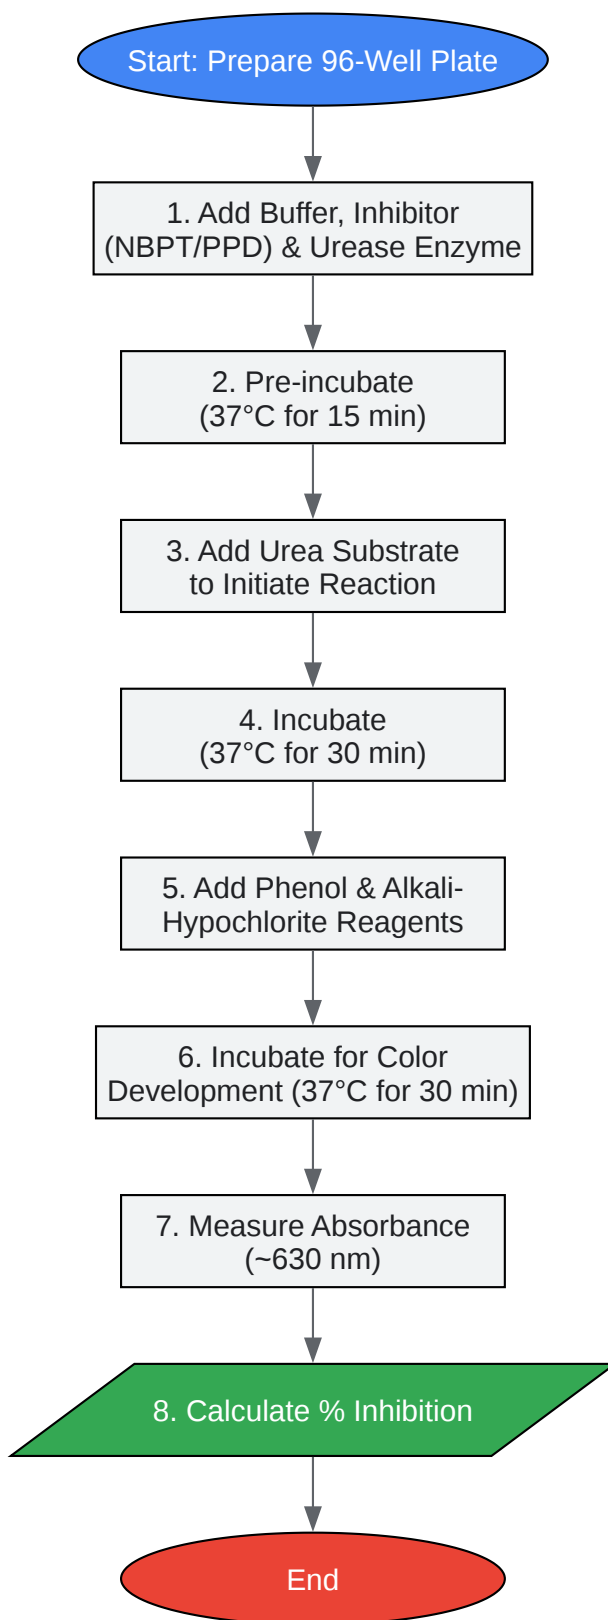 Start: Prepare 96-Well Plate
1. Add Buffer, Inhibitor
(NBPT/PPD) & Urease Enzyme
2. Pre-incubate
(37°C for 15 min)
3. Add Urea Substrate
to Initiate Reaction
4. Incubate
(37°C for 30 min)
5. Add Phenol & Alkali-
Hypochlorite Reagents
6. Incubate for Color
Development (37°C for 30 min)
7. Measure Absorbance
(~630 nm)
8. Calculate % Inhibition
End